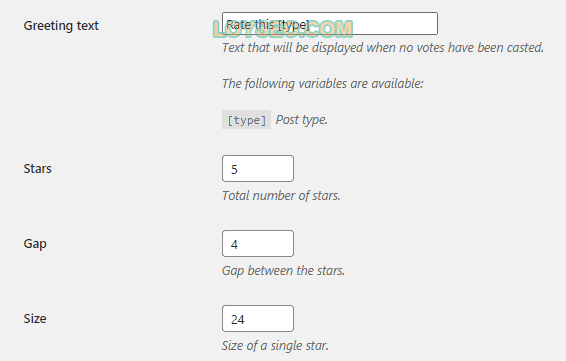 Greeting text
Rate this [type]
LOYSEO.COM
Text that will be displayed when no votes have been casted.
The following variables are available:
[type] Post type.
Stars
5
Total number of stars.
Gap
4
Gap between the stars.
Size
24
Size of a single star.